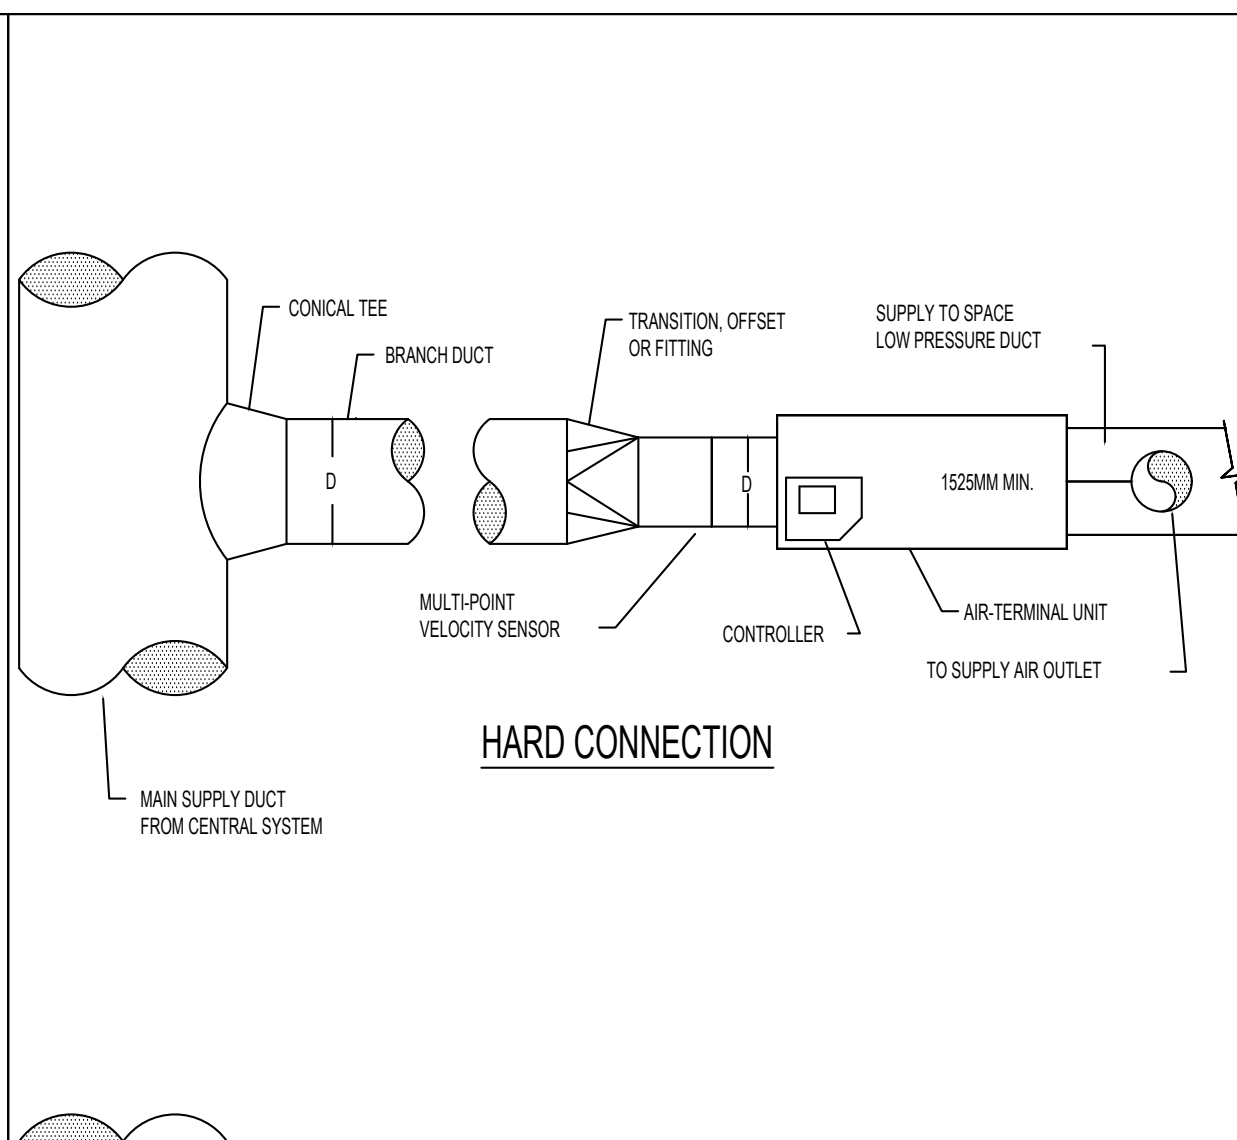 CONICAL TEE
BRANCH DUCT
TRANSITION, OFFSET
OR FITTING
SUPPLY TO SPACE
LOW PRESSURE DUCT
D
D
1525MM MIN.
MULTI-POINT
VELOCITY SENSOR
CONTROLLER
AIR-TERMINAL UNIT
TO SUPPLY AIR OUTLET
HARD CONNECTION
MAIN SUPPLY DUCT
FROM CENTRAL SYSTEM